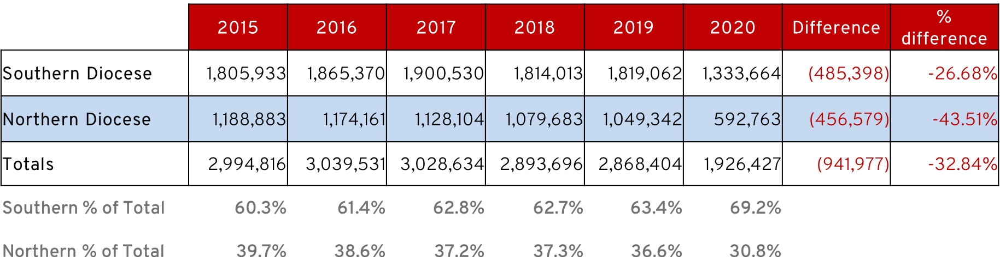 2015 2016 2017 2018 2019 2020 Difference % difference
Southern Diocese 1,805,933 1,865,370 1,900,530 1,814,013 1,819,062 1,333,664 (485,398) -26.68%
Northern Diocese 1,188,883 1,174,161 1,128,104 1,079,683 1,049,342 592,763 (456,579) -43.51%
Totals 2,994,816 3,039,531 3,028,634 2,893,696 2,868,404 1,926,427 (941,977) -32.84%
Southern % of Total 60.3% 61.4% 62.8% 62.7% 63.4% 69.2%
Northern % of Total 39.7% 38.6% 37.2% 37.3% 36.6% 30.8%